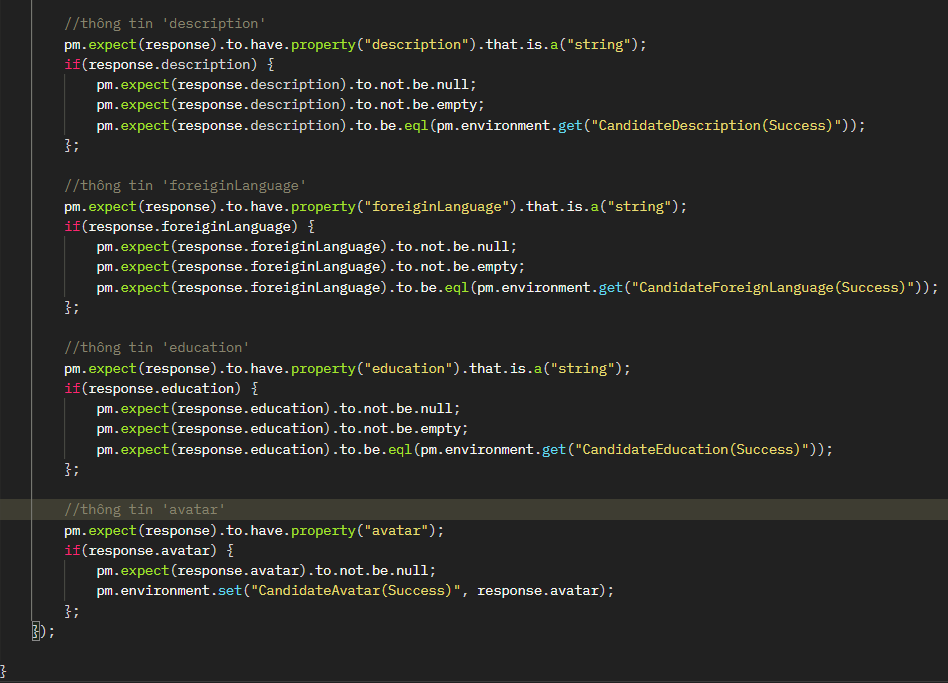 //thông tin 'description'
pm.expect(response).to.have.property("description").that.is.a("string");
if(response.description) {
pm.expect(response.description).to.not.be.null;
pm.expect(response.description).to.not.be.empty;
pm.expect(response.description).to.be.eql(pm.environment.get("CandidateDescription(Success)"));
};
//thông tin 'foreiginLanguage'
pm.expect(response).to.have.property("foreiginLanguage").that.is.a("string");
if(response.foreiginLanguage) {
pm.expect(response.foreiginLanguage).to.not.be.null;
pm.expect(response.foreiginLanguage).to.not.be.empty;
pm.expect(response.foreiginLanguage).to.be.eql(pm.environment.get("CandidateForeignLanguage(Success)"));
};
//thông tin 'education'
pm.expect(response).to.have.property("education").that.is.a("string");
if(response.education) {
pm.expect(response.education).to.not.be.null;
pm.expect(response.education).to.not.be.empty;
pm.expect(response.education).to.be.eql(pm.environment.get("CandidateEducation(Success)"));
};
//thông tin 'avatar'
pm.expect(response).to.have.property("avatar");
if(response.avatar) {
pm.expect(response.avatar).to.not.be.null;
pm.environment.set("CandidateAvatar(Success)", response.avatar);
};
});
}